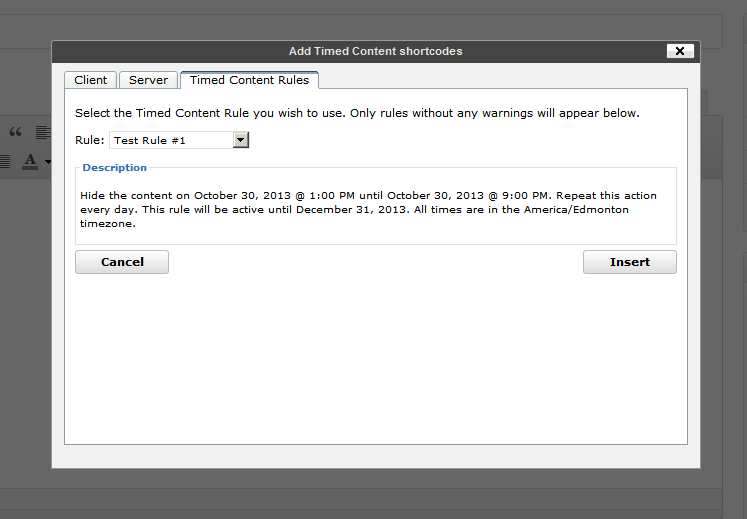 Add Timed Content shortcodes
Client Server Timed Content Rules
Select the Timed Content Rule you wish to use. Only rules without any warnings will appear below.
Rule: Test Rule #1
Description
Hide the content on October 30, 2013 @ 1:00 PM until October 30, 2013 @ 9:00 PM. Repeat this action
every day. This rule will be active until December 31, 2013. All times are in the America/Edmonton
timezone.
Cancel Insert